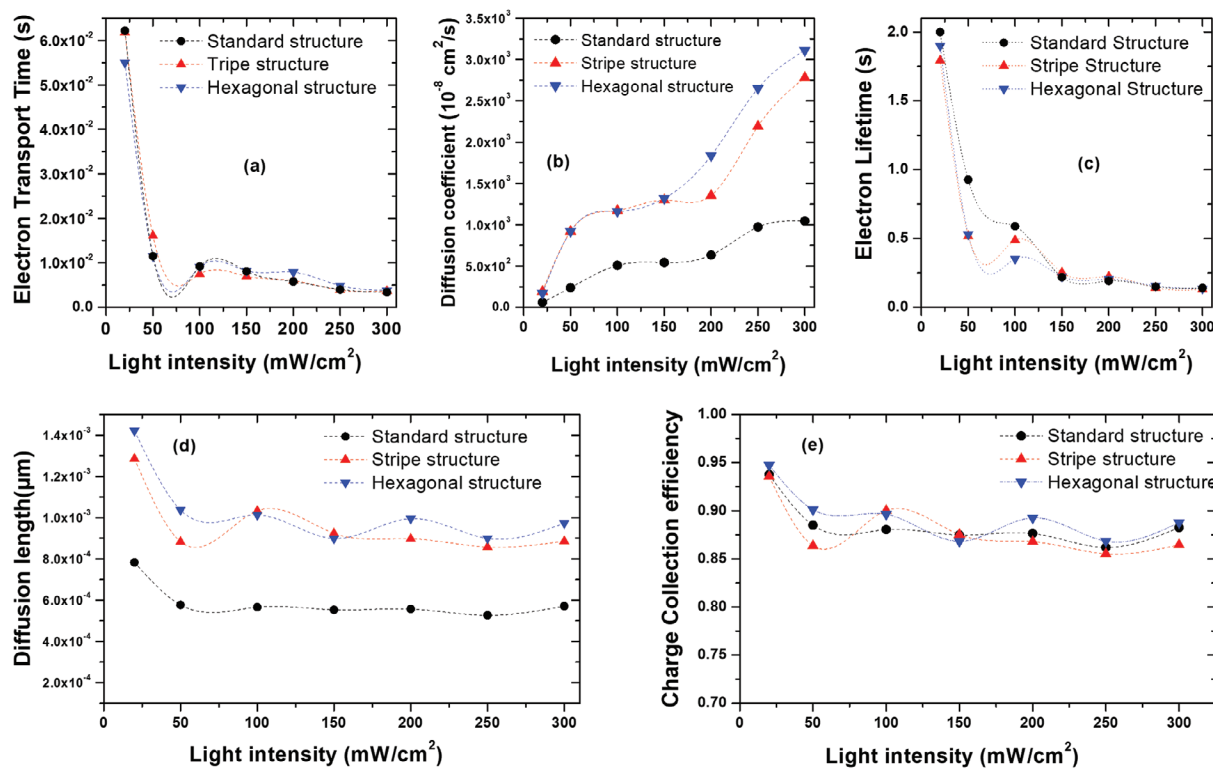 Electron Transport Time (s)
6.0x10⁻²
5.0x10⁻²
4.0x10⁻²
3.0x10⁻²
2.0x10⁻²
1.0x10⁻²
0.0
Standard structure
Tripe structure
Hexagonal structure
(a)
0 50 100 150 200 250 300
Light intensity (mW/cm²)
Diffusion coefficient (10⁻⁸ cm²/s)
3.5x10³
3.0x10³
2.5x10³
2.0x10³
1.5x10³
1.0x10³
5.0x10²
0.0
Standard structure
Stripe structure
Hexagonal structure
(b)
0 50 100 150 200 250 300
Light intensity (mW/cm²)
Electron Lifetime (s)
2.0
1.5
1.0
0.5
0.0
Standard Structure
Stripe Structure
Hexagonal Structure
(c)
0 50 100 150 200 250 300
Light intensity (mW/cm²)
Diffusion length(μm)
1.4x10⁻³
1.2x10⁻³
1.0x10⁻³
8.0x10⁻⁴
6.0x10⁻⁴
4.0x10⁻⁴
2.0x10⁻⁴
(d)
Standard structure
Stripe structure
Hexagonal structure
0 50 100 150 200 250 300
Light intensity (mW/cm²)
Charge Collection efficiency
1.00
0.95
0.90
0.85
0.80
0.75
0.70
(e)
Standard structure
Stripe structure
Hexagonal structure
0 50 100 150 200 250 300
Light intensity (mW/cm²)